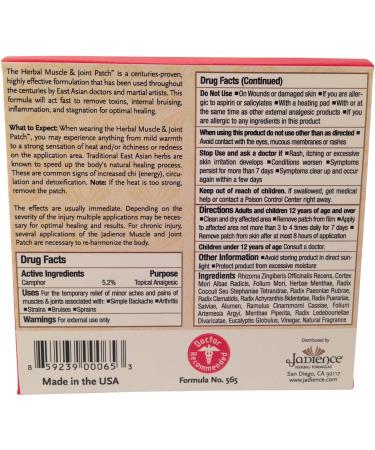 The Herbal Muscle & Joint Patch™ is a centuries-proven,
highly effective formulation that has been used throughout
the centuries by East Asian doctors and martial artists. This
formula will act fast to remove toxins, internal bruising,
inflammation, and stagnation for optimal healing.
What to Expect: When wearing the Herbal Muscle & Joint
Patch™, you may experience anything from mild warmth
to a strong sensation of heat and/or itchiness or redness
on the application area. Traditional East Asian herbs are
known to speed up the body's natural healing process.
These are common signs of increased chi (energy), circu-
lation and detoxification. Note: If the heat is too strong,
remove the patch.
The effects are usually immediate. Depending on the
severity of the injury multiple applications may be neces-
sary for optimal healing and results. For chronic injury,
several applications of the Jadience Muscle and Joint
Patch are necessary to re-harmonize the body.
Drug Facts
Active Ingredients Purpose
Camphor 5.2% Topical Analgesic
Uses For the temporary relief of minor aches and pains of
muscles & joints associated with: ■Simple Backache ■Arthritis
■Strains ■Bruises ■Sprains
Warnings For external use only
Drug Facts (Continued)
Do Not Use ■On Wounds or damaged skin ■If you are aller-
gic to aspirin or salicylates ■With a heating pad ■With or at
the same time as other external analgesic products ■If you
are allergic to any ingredients in this product
When using this product do not use other than as directed ■
Avoid contact with the eyes, mucous membranes or rashes
Stop Use and ask a doctor if ■Rash, itching or excessive
skin irritation develops ■Conditions worsen ■Symptoms
persist for more than 7 days ■Symptoms clear up and occur
again within a few days
Keep out of reach of children. If swallowed, get medical
help or contact a Poison Control Center right away.
Directions Adults and children 12 years of age and over
■Clean and dry affected area ■Remove patch from film ■Apply
to affected area not more than 3 to 4 times daily for 7 days ■
Remove patch from skin after at most 8 hours of application
Children under 12 years of age Consult a doctor.
Other Information ■Avoid storing product in direct sun-
light ■Protect product from excessive moisture
Ingredients: Rhizoma Zingiberis Officinalis Recens, Cortex
Mori Albae Radicis, Folium Mori, Herbae Menthae, Radix
Cocculi Seu Stephaniae Tetrandrae, Radix Paeoniae Rubrae,
Radix Clematidis, Radix Achyranthis Bidentatae, Radix Puerariae,
Salviae, Almum, Ramulus Cinnamomi Cassiae, Folium
Artemesia Argyi, Mentha Piperita, Radix Ledebouriellae
Divaricatae, Eucalyptus Globulus, Vinegar, Natural Fragrance
8 59239 00065 3
Made in the USA
Doctor
Recommended
Formula No. 565
Distributed by
Jadience
HERBAL FORMULAS
San Diego, CA 92117